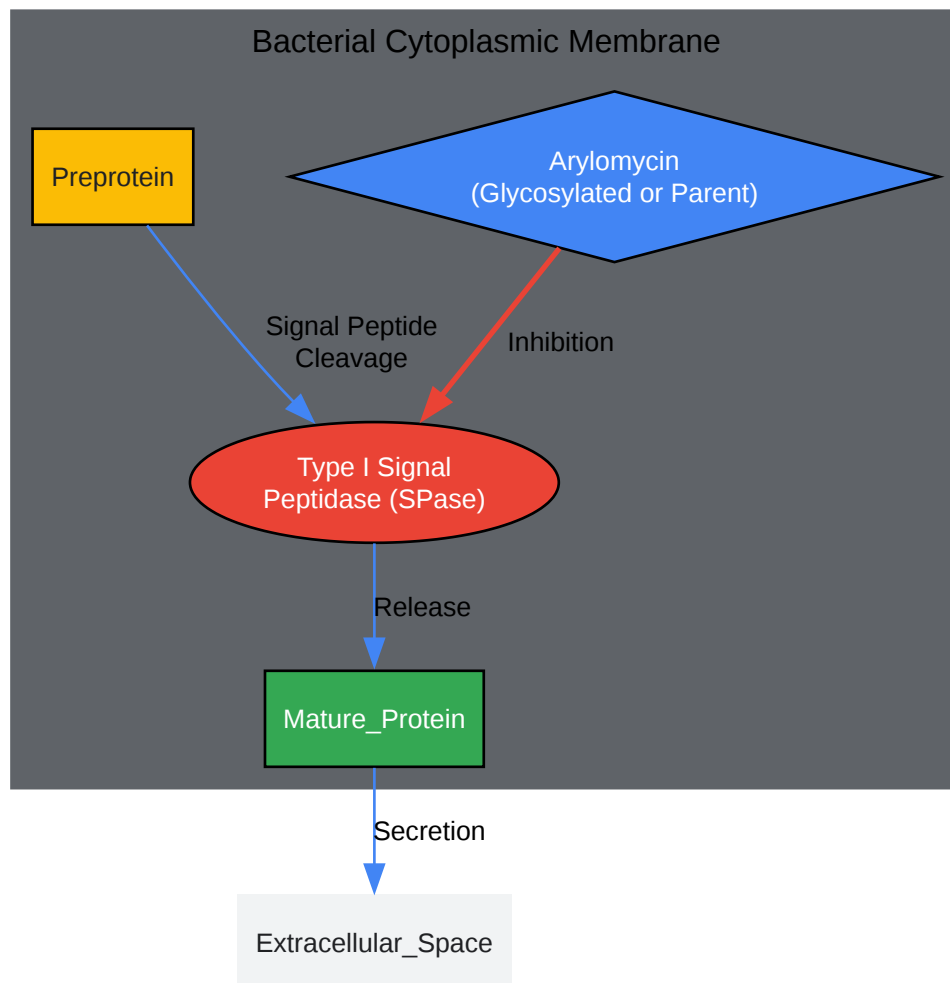 Bacterial Cytoplasmic Membrane
Preprotein
Arylomycin
(Glycosylated or Parent)
Signal Peptide
Cleavage
Inhibition
Type I Signal
Peptidase (SPase)
Release
Mature_Protein
Secretion
Extracellular_Space